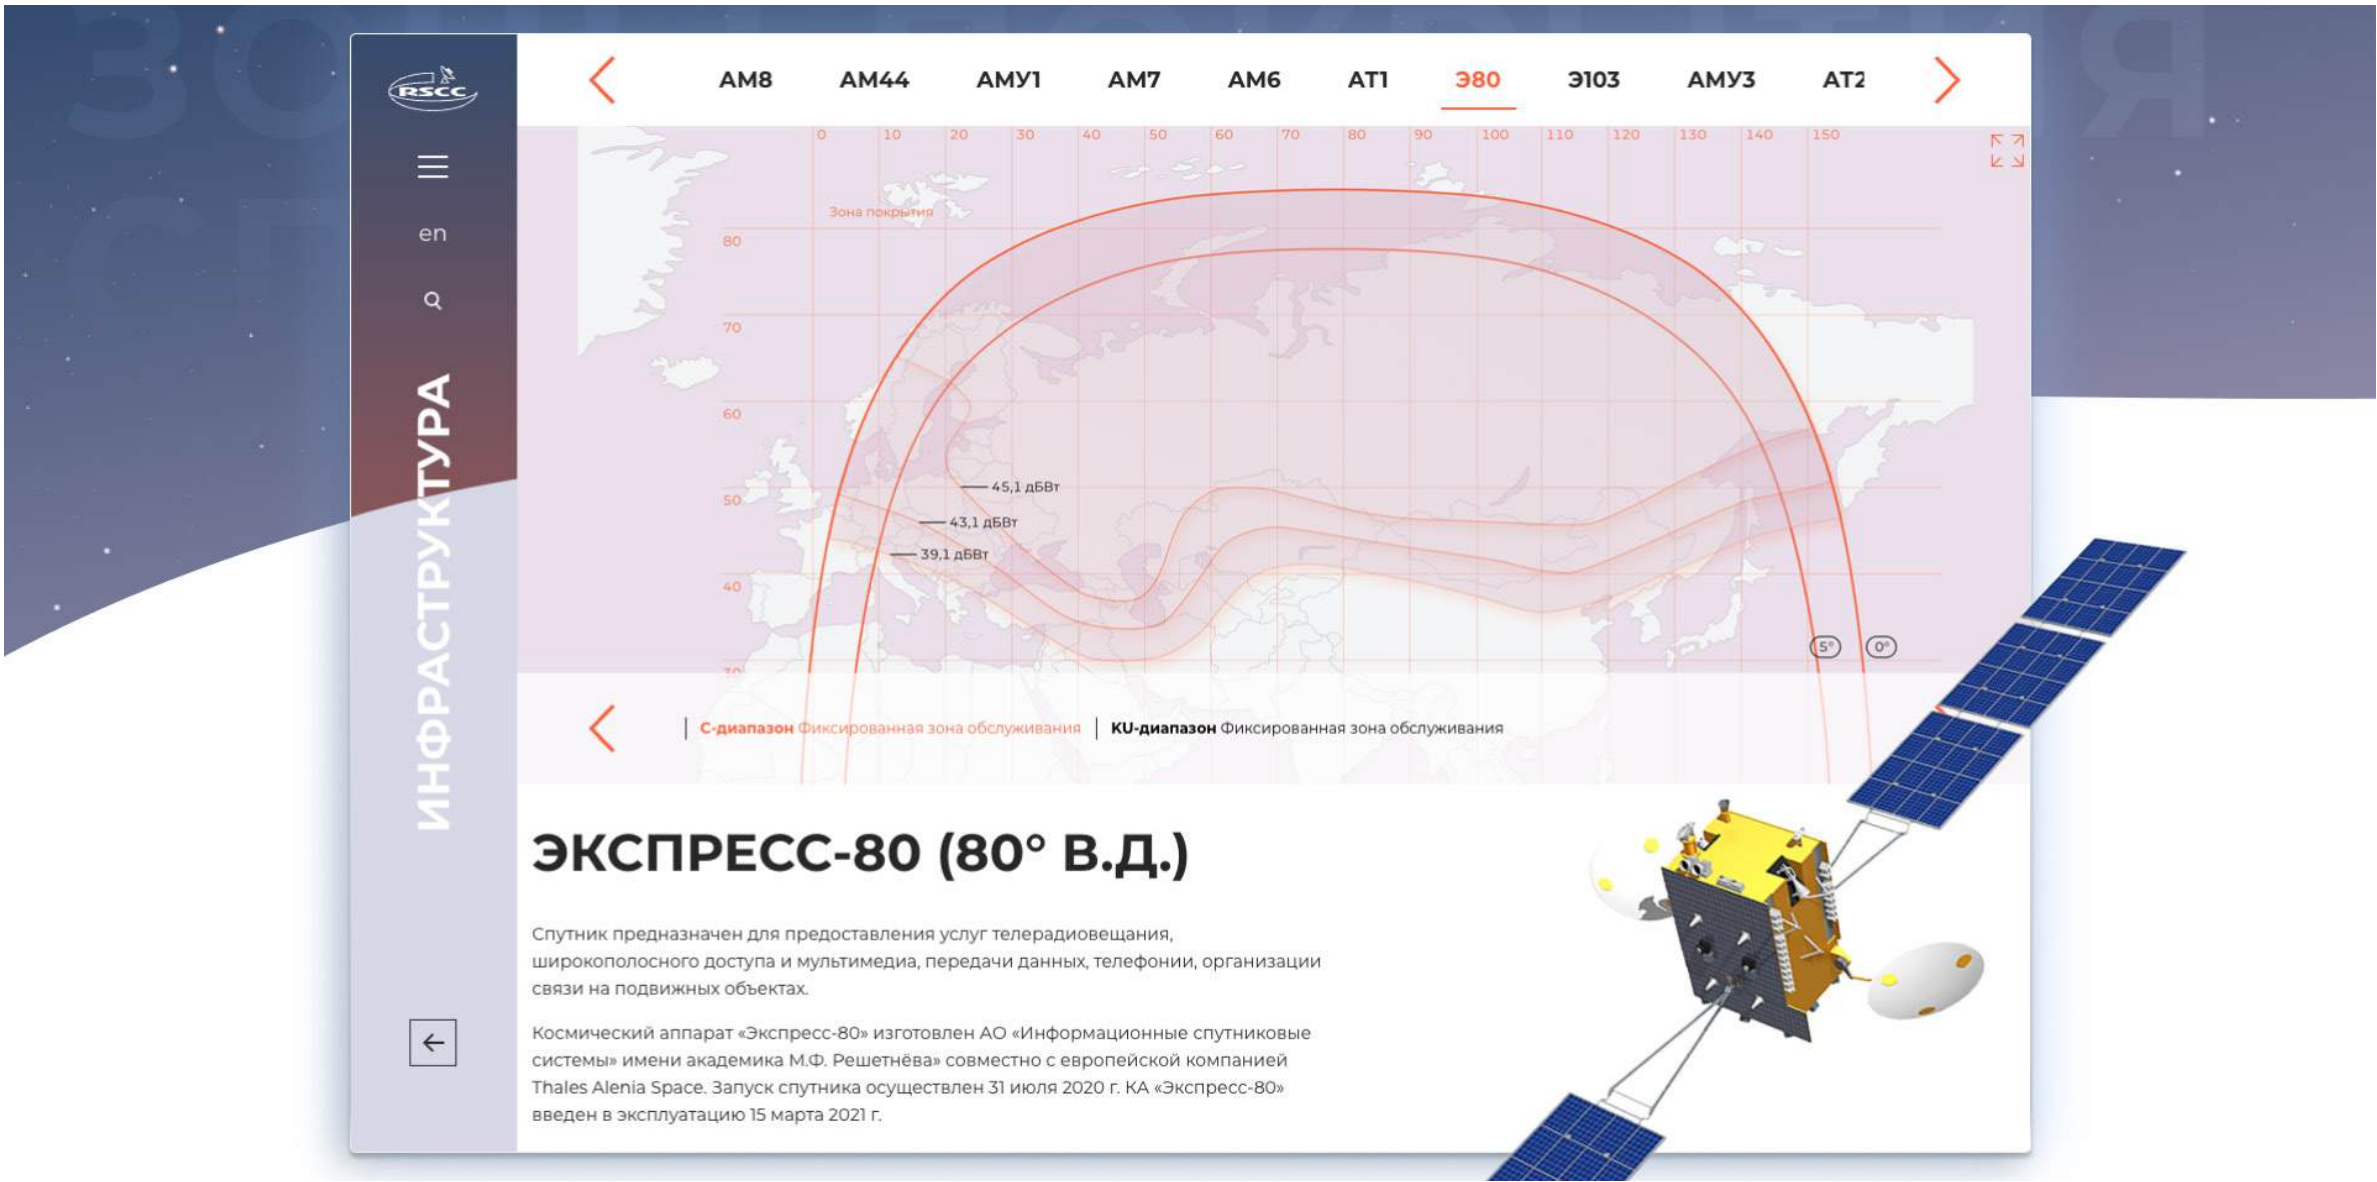 ЗОНЫ ПОКРЫТИЯ
RSCC
en
ИНФРАСТРУКТУРА
АМ8 АМ44 АМУ1 АМ7 АМ6 АТ1 Э80 Э103 АМУ3 АТ2
0 10 20 30 40 50 60 70 80 90 100 110 120 130 140 150
Зона покрытия
80
70
60
50
40
30
45,1 дБВт
43,1 дБВт
39,1 дБВт
5° 0°
С-диапазон Фиксированная зона обслуживания
KU-диапазон Фиксированная зона обслуживания
ЭКСПРЕСС-80 (80° В.Д.)
Спутник предназначен для предоставления услуг телерадиовещания,
широкополосного доступа и мультимедиа, передачи данных, телефонии, организации
связи на подвижных объектах.
Космический аппарат «Экспресс-80» изготовлен АО «Информационные спутниковые
системы» имени академика М.Ф. Решетнёва» совместно с европейской компанией
Thales Alenia Space. Запуск спутника осуществлен 31 июля 2020 г. КА «Экспресс-80»
введен в эксплуатацию 15 марта 2021 г.